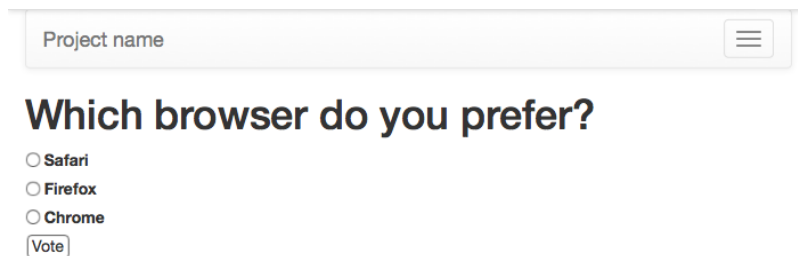 Project name
Which browser do you prefer?
Safari
Firefox
Chrome
Vote